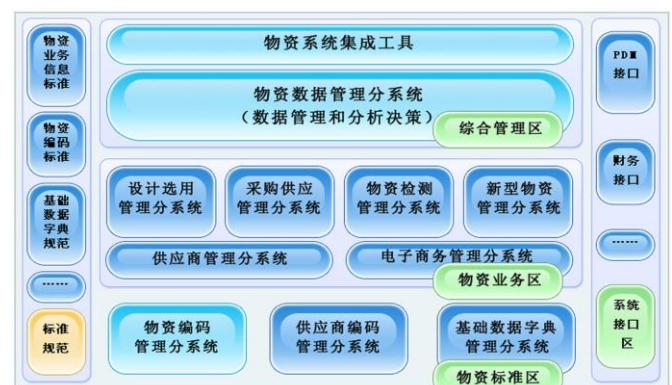 物资
业务
信息
标准
物资
编码
标准
基础
数据
字典
规范
……
标准
规范
物资系统集成工具
物资数据管理分系统
（数据管理和分析决策）
综合管理区
设计选用
管理分系统
采购供应
管理分系统
物资检测
管理分系统
新型物资
管理分系统
供应商管理分系统
电子商务管理分系统
物资业务区
物资编码
管理分系统
供应商编码
管理分系统
基础数据字典
管理分系统
物资标准区
PDM
接口
财务
接口
……
系统
接口
区